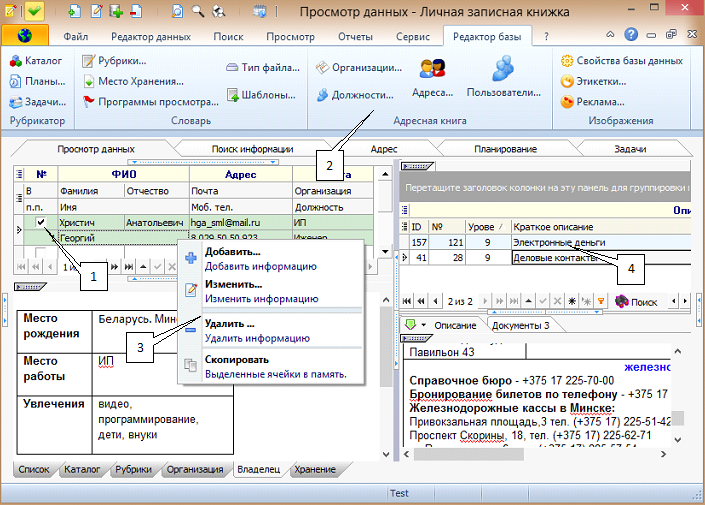 Просмотр данных - Личная записная книжка
Файл Редактор данных Поиск Просмотр Отчеты Сервис Редактор базы ?
Каталог Рубрики... Тип файла... Организации... Свойства базы данных
Планы... Место Хранения... Адреса... Пользователи... Этикетки...
Задачи... Программы просмотра... Шаблоны... Должности... Реклама...
Рубрикатор Словарь Адресная книга Изображения
2
Просмотр данных Поиск информации Адрес Планирование Задачи
№ ФИО Адрес
Перетащите заголовок колонки на эту панель для группировки
В Фамилия Отчество Почта Организация
п.п. Имя Моб. тел. Должность
Христич Анатольевич hga_sml@mail.ru ИП
Георгий 8 029 50 50 923 Инженер
ID № Урове Краткое описание
157 121 9 Электронные деньги
41 28 9 Деловые контакты
1
4
2 из 2 Поиск
Добавить...
Добавить информацию
Изменить...
Изменить информацию
3
Удалить ...
Удалить информацию
Скопировать
Выделенные ячейки в память.
Место рождения
Беларусь.
Место работы
ИП
Увлечения
видео,
программирование,
дети, внуки
Описание Документы 3
Павильон 43
Справочное бюро - +375 17 225-70-00
Бронирование билетов по телефону - +375 17
Железнодорожные кассы в Минске:
Привокзальная площадь,3 тел. (+375 17) 225-51-42
Проспект Скорины, 18, тел. (+375 17) 225-62-71
Список Каталог Рубрики Организация Владелец Хранение
Test